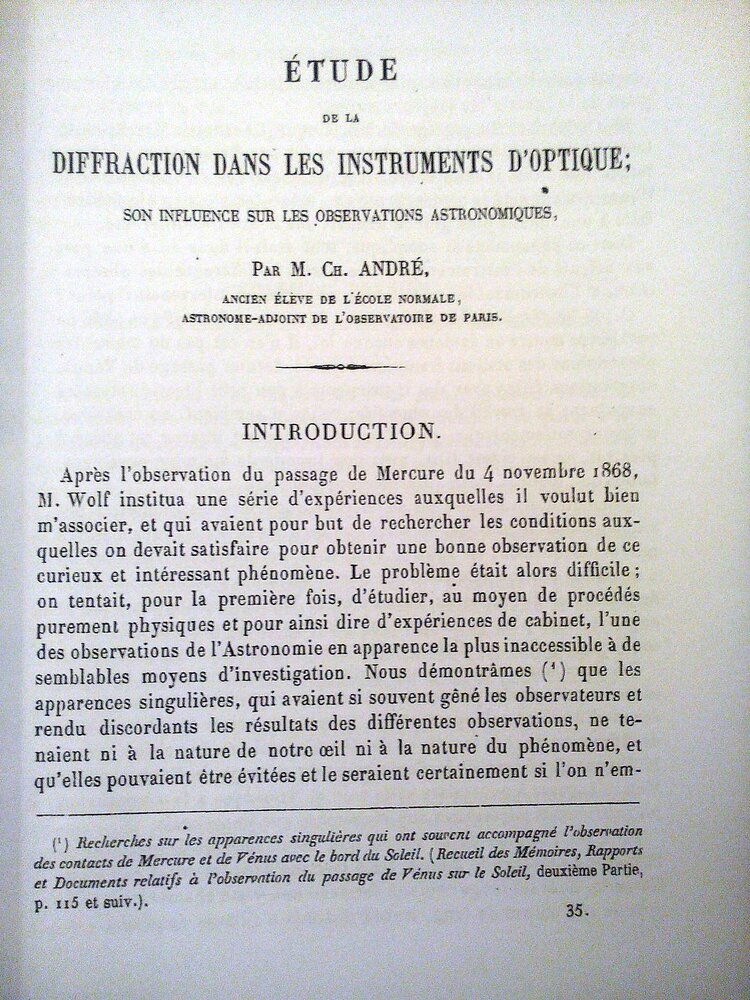 ÉTUDE
DE LA
DIFFRACTION DANS LES INSTRUMENTS D'OPTIQUE;
SON INFLUENCE SUR LES OBSERVATIONS ASTRONOMIQUES,
PAR M. CH. ANDRÉ,
ANCIEN ÉLÈVE DE L'ÉCOLE NORMALE,
ASTRONOME-ADJOINT DE L'OBSERVATOIRE DE PARIS.
INTRODUCTION.
Après l'observation du passage de Mercure du 4 novembre 1868,
M. Wolf institua une série d'expériences auxquelles il voulut bien
m'associer, et qui avaient pour but de rechercher les conditions aux-
quelles on devait satisfaire pour obtenir une bonne observation de ce
curieux et intéressant phénomène. Le problème était alors difficile;
on tentait, pour la première fois, d'étudier, au moyen de procédés
purement physiques et pour ainsi dire d'expériences de cabinet, l'une
des observations de l'Astronomie en apparence la plus inaccessible à de
semblables moyens d'investigation. Nous démontrâmes (¹) que les
apparences singulières, qui avaient si souvent gêné les observateurs et
rendu discordants les résultats des différentes observations, ne te-
naient ni à la nature de notre œil ni à la nature du phénomène, et
qu'elles pouvaient être évitées et le seraient certainement si l'on n'em-
(¹) Recherches sur les apparences singulières qui ont souvent accompagné l'observation
des contacts de Mercure et de Vénus avec le bord du Soleil. (Recueil des Mémoires, Rapports
et Documents relatifs à l'observation du passage de Vénus sur le Soleil, deuxième Partie,
p. 115 et suiv.).
35.